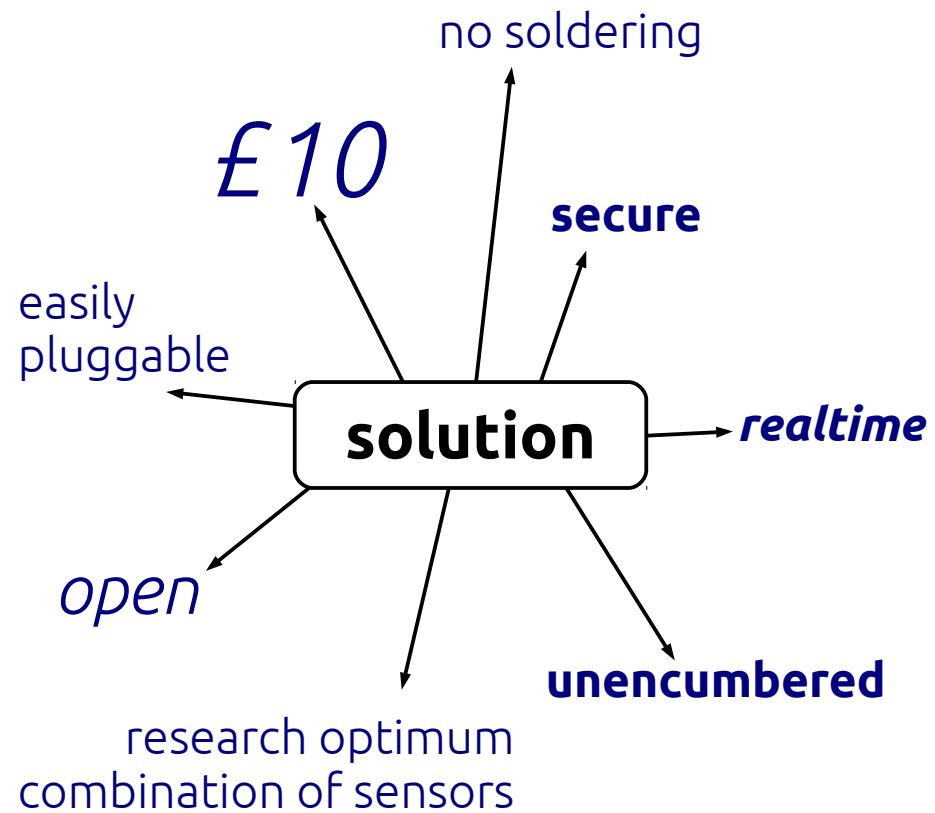 no soldering
£10
secure
easily
pluggable
solution
realtime
open
unencumbered
research optimum
combination of sensors